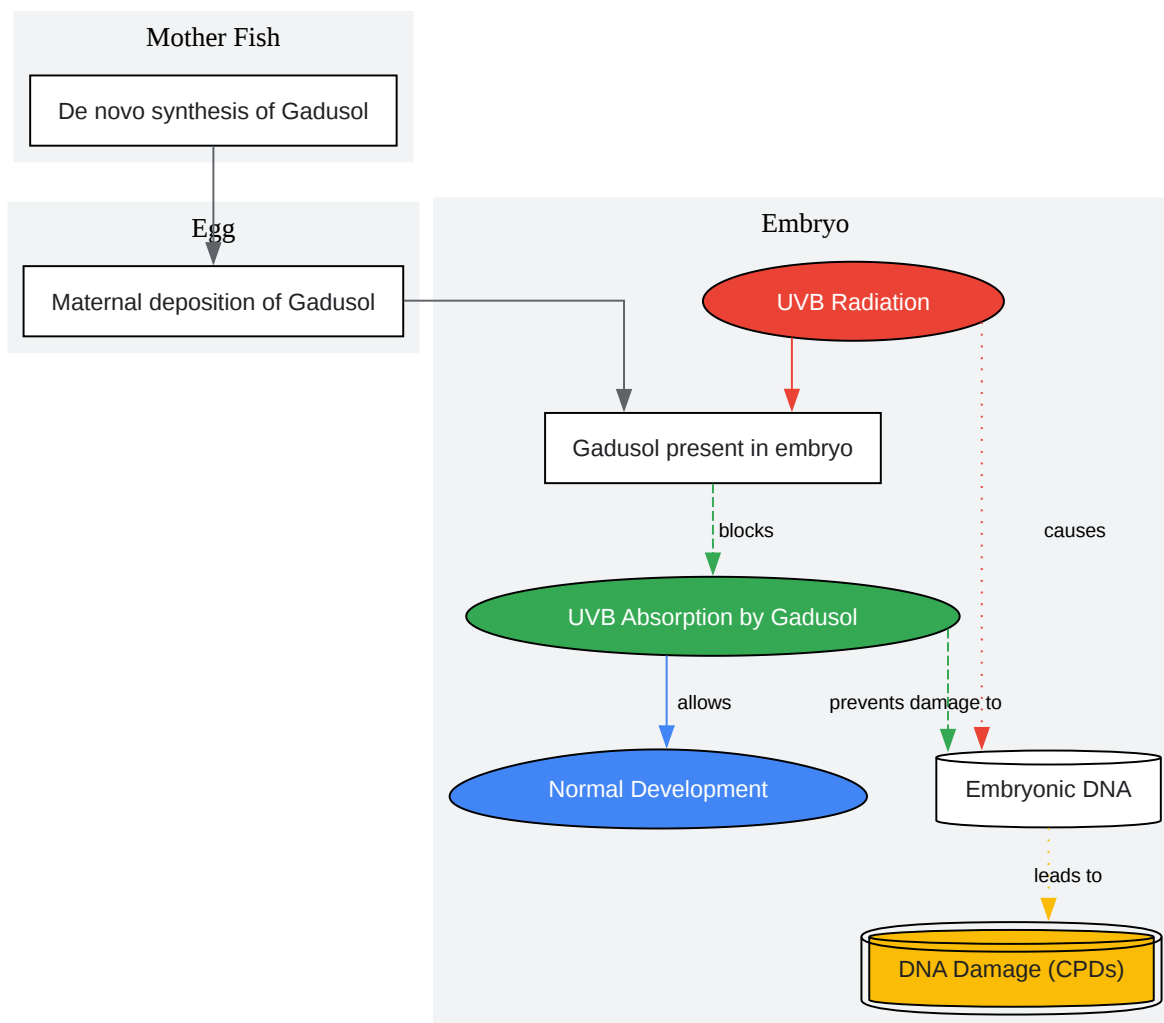 Mother Fish
De novo synthesis of Gadusol
Egg
Maternal deposition of Gadusol
Embryo
UVB Radiation
Gadusol present in embryo
blocks
causes
UVB Absorption by Gadusol
allows
prevents damage to
Normal Development
Embryonic DNA
leads to
DNA Damage (CPDs)